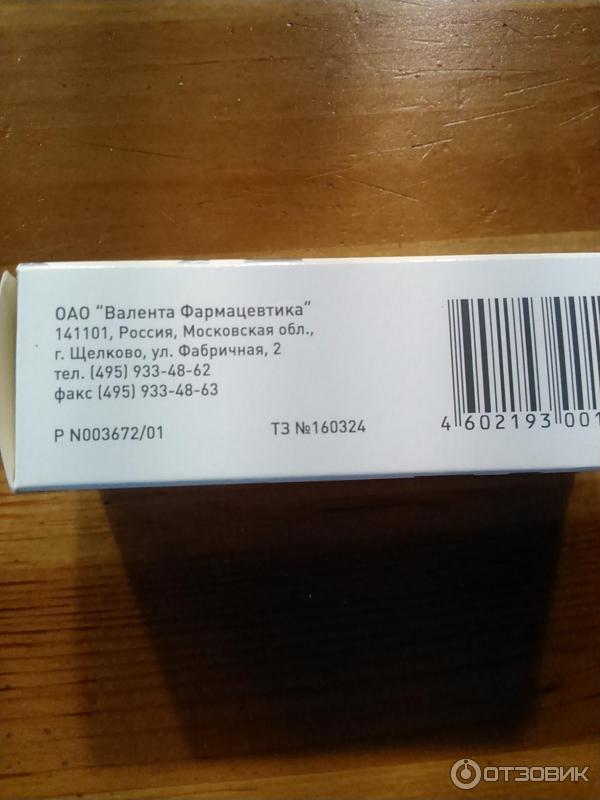 ОАО “Валента Фармацевтика”
141101, Россия, Московская обл.,
г. Щелково, ул. Фабричная, 2
тел. (495) 933-48-62
факс (495) 933-48-63
Р N003672/01
ТЗ №160324
4 602193 001
ОТЗОВИК